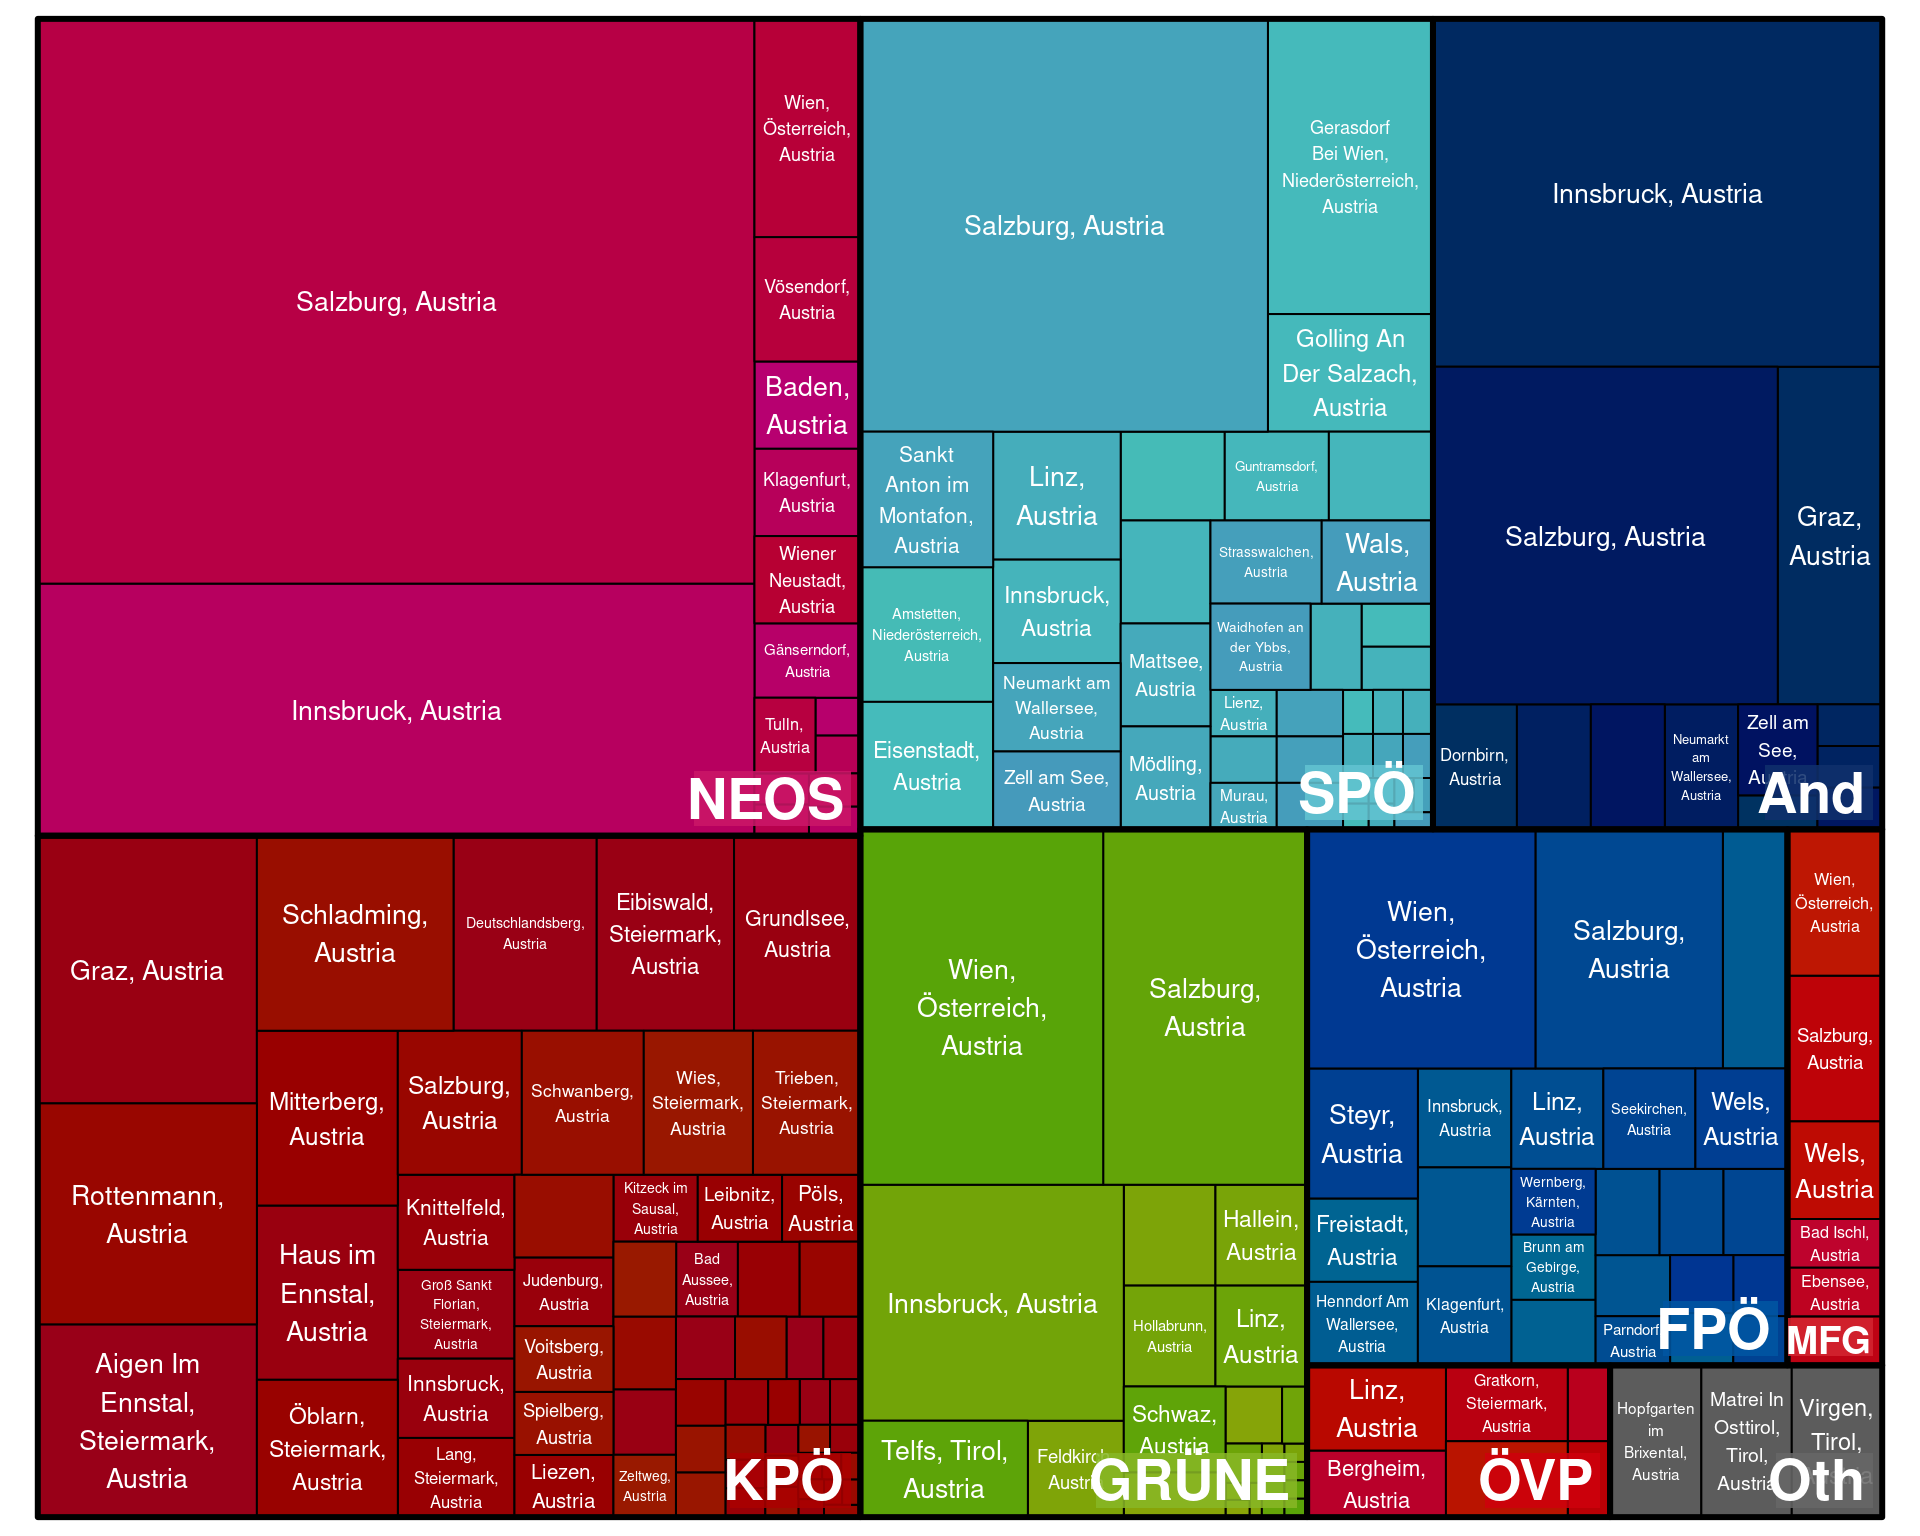 Salzburg, Austria
Innsbruck, Austria
Wien,
Österreich,
Austria
Vösendorf,
Austria
Baden,
Austria
Klagenfurt,
Austria
Wiener
Neustadt,
Austria
Gänserndorf,
Austria
Tulln,
Austria
NEOS
Salzburg, Austria
Gerasdorf
Bei Wien,
Niederösterreich,
Austria
Golling An
Der Salzach,
Austria
Sankt
Anton im
Montafon,
Austria
Amstetten,
Niederösterreich,
Austria
Eisenstadt,
Austria
Linz,
Austria
Innsbruck,
Austria
Neumarkt am
Wallersee,
Austria
Zell am See,
Austria
Guntramsdorf,
Austria
Mattsee,
Austria
Mödling,
Austria
Strasswalchen,
Austria
Wals,
Austria
Waidhofen an
der Ybbs,
Austria
Lienz,
Austria
Murau,
Austria
SPÖ
Innsbruck, Austria
Salzburg, Austria
Graz,
Austria
Dornbirn,
Austria
Neumarkt
am
Wallersee,
Austria
Zell am
See,
And
Graz, Austria
Rottenmann,
Austria
Aigen Im
Ennstal,
Steiermark,
Austria
Schladming,
Austria
Deutschlandsberg,
Austria
Eibiswald,
Steiermark,
Austria
Grundlsee,
Austria
Mitterberg,
Austria
Haus im
Ennstal,
Austria
Öblarn,
Steiermark,
Austria
Salzburg,
Austria
Schwanberg,
Austria
Wies,
Steiermark,
Austria
Trieben,
Steiermark,
Austria
Knittelfeld,
Austria
Groß Sankt
Florian,
Steiermark,
Austria
Innsbruck,
Austria
Lang,
Steiermark,
Austria
Judenburg,
Austria
Voitsberg,
Austria
Spielberg,
Austria
Liezen,
Austria
Kitzeck im
Sausal,
Austria
Leibnitz,
Austria
Pöls,
Austria
Bad
Aussee,
Austria
Zeltweg,
Austria
KPÖ
Wien,
Österreich,
Austria
Salzburg,
Austria
Innsbruck, Austria
Telfs, Tirol,
Austria
Hallein,
Austria
Hollabrunn,
Austria
Linz,
Austria
Schwaz,
Austria
Feldkirch,
Austria
GRÜNE
Wien,
Österreich,
Austria
Salzburg,
Austria
Steyr,
Austria
Freistadt,
Austria
Henndorf Am
Wallersee,
Austria
Innsbruck,
Austria
Klagenfurt,
Austria
Linz,
Austria
Seekirchen,
Austria
Wels,
Austria
Wernberg,
Kärnten,
Austria
Brunn am
Gebirge,
Austria
Parndorf
Austria
FPÖ
Wien,
Österreich,
Austria
Salzburg,
Austria
Wels,
Austria
Bad Ischl,
Austria
Ebensee,
Austria
MFG
Linz,
Austria
Bergheim,
Austria
Gratkorn,
Steiermark,
Austria
ÖVP
Hopfgarten
im
Brixental,
Austria
Matrei In
Osttirol,
Tirol,
Austria
Virgen,
Tirol,
Oth